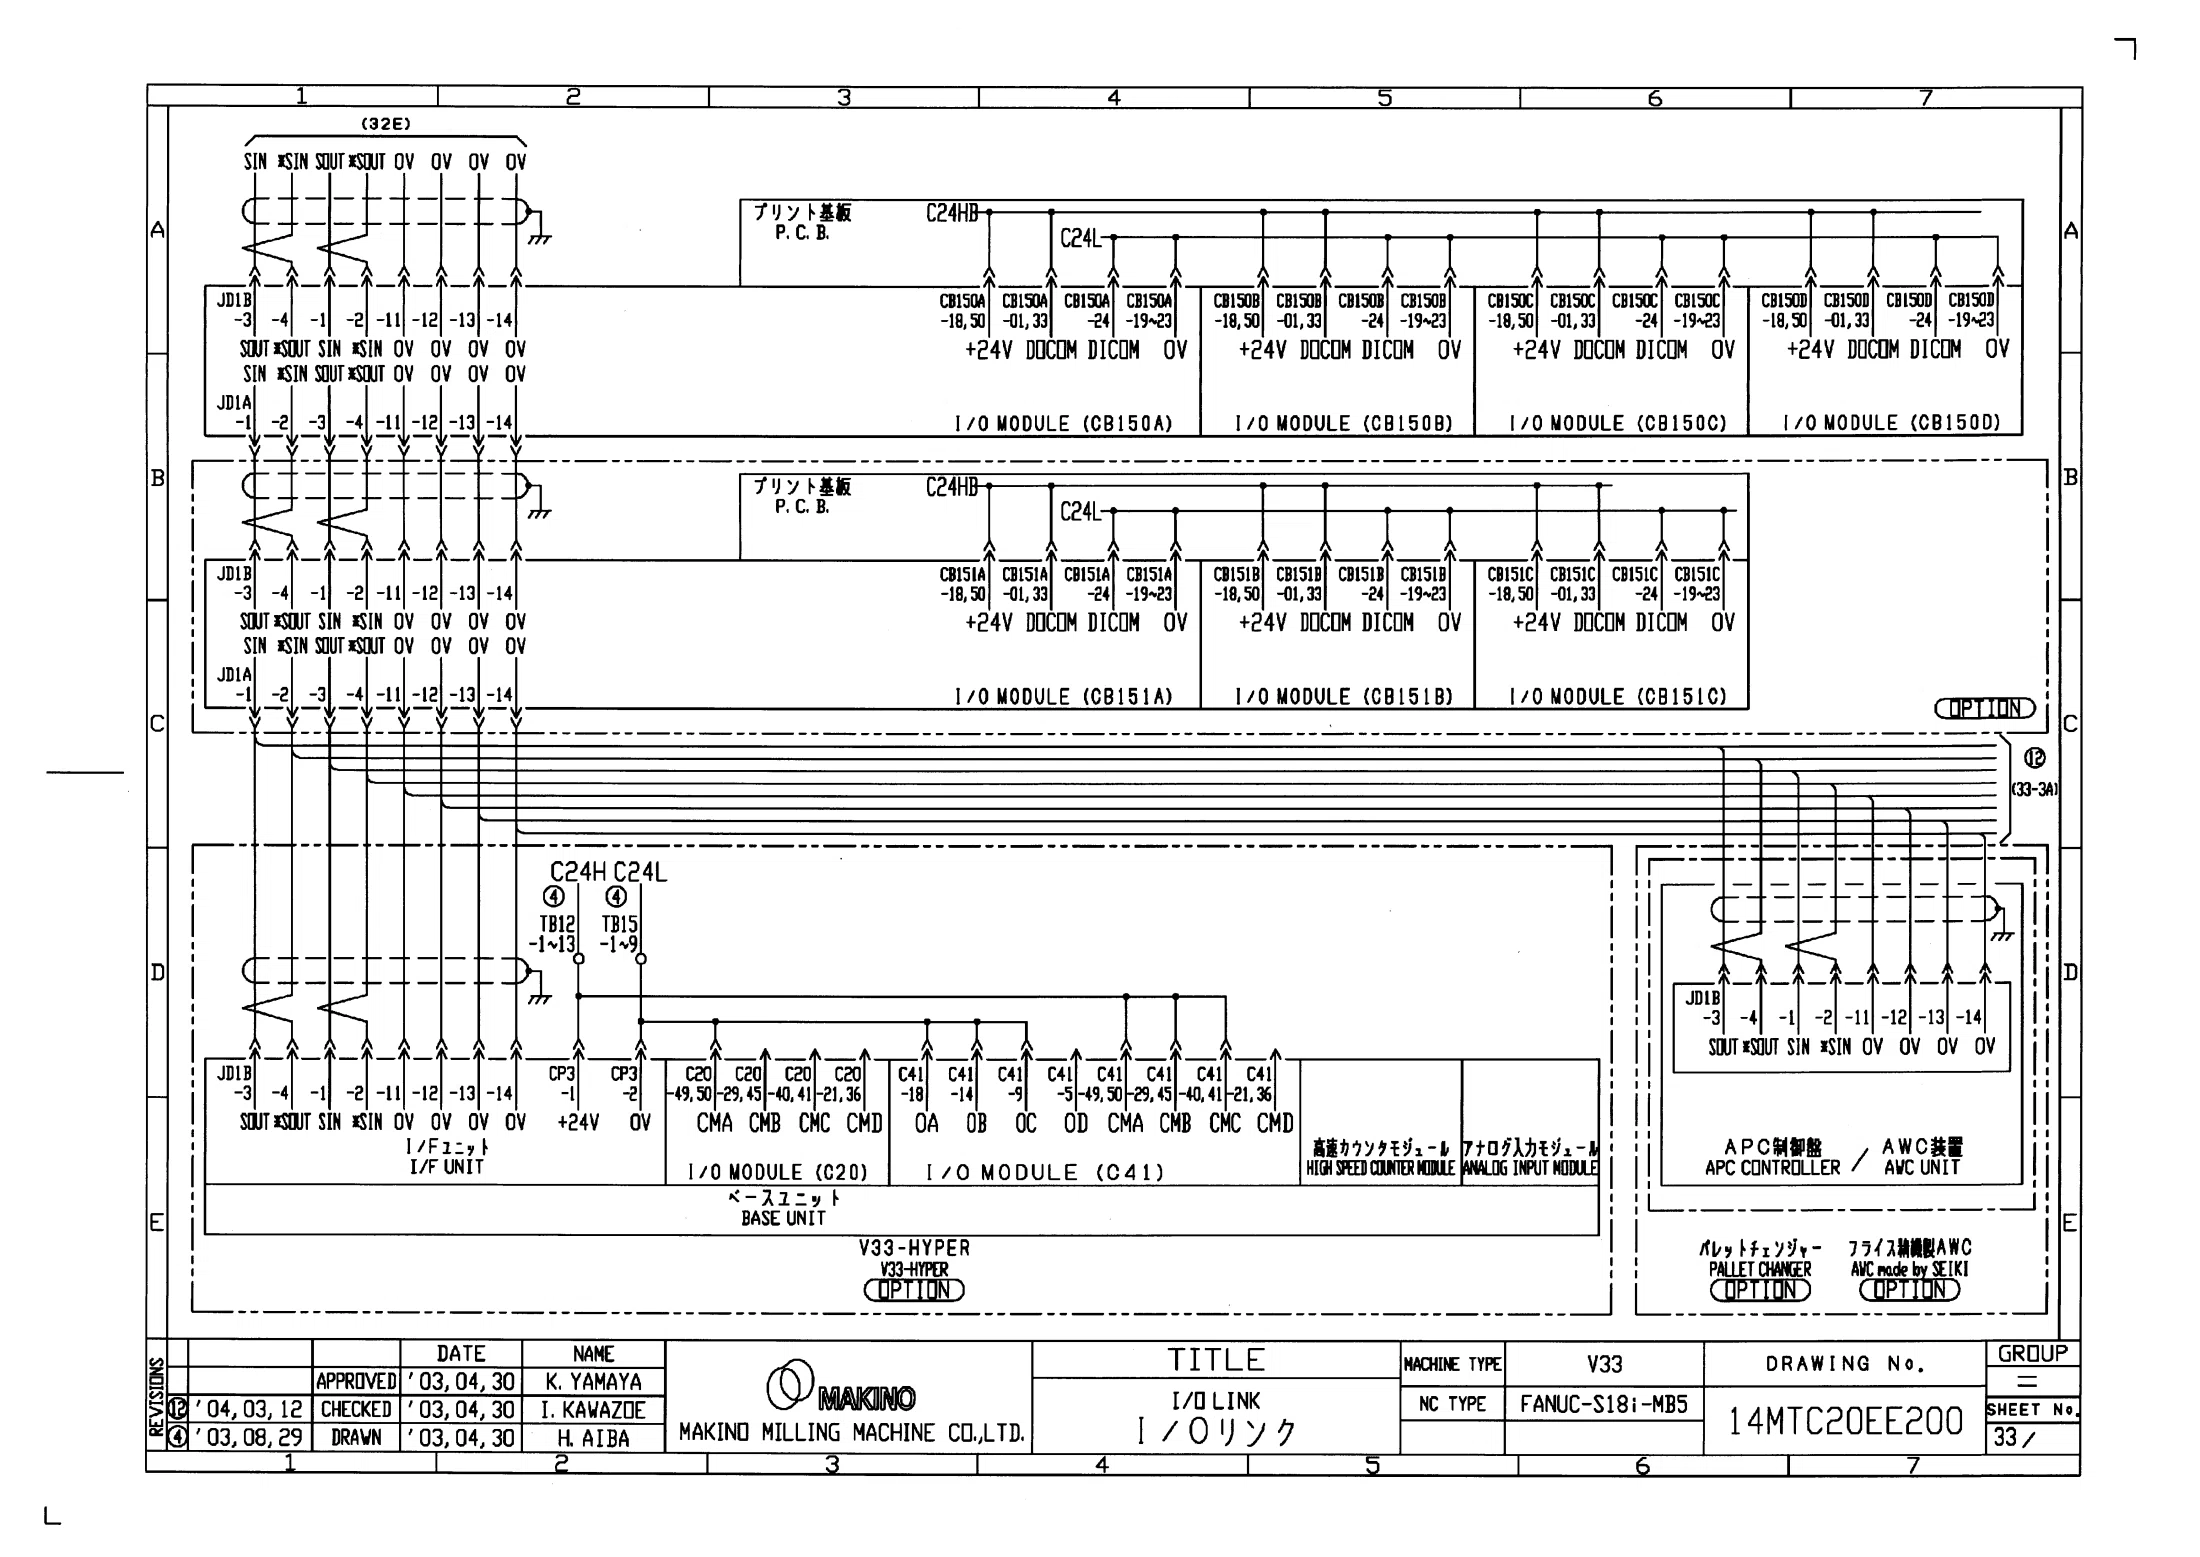 1 2 3 4 5 6 7
(32E)
SIN *SIN SOUT *SOUT 0V 0V 0V 0V
A A
プリント基板 C24HB
P.C.B. C24L
JD1B CB150A CB150A CB150A CB150A CB150B CB150B CB150B CB150B CB150C CB150C CB150C CB150C CB150D CB150D CB150D CB150D
-3 -4 -1 -2 -11 -12 -13 -14 -18,50 -01,33 -24 -19~23 -18,50 -01,33 -24 -19~23 -18,50 -01,33 -24 -19~23 -18,50 -01,33 -24 -19~23
SOUT *SOUT SIN *SIN 0V 0V 0V 0V +24V DOCOM DICOM 0V +24V DOCOM DICOM 0V +24V DOCOM DICOM 0V +24V DOCOM DICOM 0V
SIN *SIN SOUT *SOUT 0V 0V 0V 0V
JD1A
-1 -2 -3 -4 -11 -12 -13 -14 I/O MODULE (CB150A) I/O MODULE (CB150B) I/O MODULE (CB150C) I/O MODULE (CB150D)
B B
プリント基板 C24HB
P.C.B. C24L
JD1B CB151A CB151A CB151A CB151A CB151B CB151B CB151B CB151B CB151C CB151C CB151C CB151C
-3 -4 -1 -2 -11 -12 -13 -14 -18,50 -01,33 -24 -19~23 -18,50 -01,33 -24 -19~23 -18,50 -01,33 -24 -19~23
SOUT *SOUT SIN *SIN 0V 0V 0V 0V +24V DOCOM DICOM 0V +24V DOCOM DICOM 0V +24V DOCOM DICOM 0V
SIN *SIN SOUT *SOUT 0V 0V 0V 0V
JD1A
-1 -2 -3 -4 -11 -12 -13 -14 I/O MODULE (CB151A) I/O MODULE (CB151B) I/O MODULE (CB151C)
OPTION
C C
⑫
(33-3A)
C24H C24L
④ ④
TB12 TB15
-1~13 -1~9
D D
JD1B
-3 -4 -1 -2 -11 -12 -13 -14
SOUT *SOUT SIN *SIN 0V 0V 0V 0V
JD1B CP3 CP3 C20 C20 C20 C20 C41 C41 C41 C41 C41 C41 C41 C41
-3 -4 -1 -2 -11 -12 -13 -14 -1 -2 -49,50 -29,45 -40,41 -21,36 -18 -14 -9 -5 -49,50 -29,45 -40,41 -21,36
SOUT *SOUT SIN *SIN 0V 0V 0V 0V +24V 0V CMA CMB CMC CMD 0A 0B 0C 0D CMA CMB CMC CMD
I/Fユニット 高速カウンタモジュール アナログ入力モジュール
I/F UNIT I/O MODULE (C20) I/O MODULE (C41) HIGH SPEED COUNTER MODULE ANALOG INPUT MODULE
APC制御盤 / AWC装置
APC CONTROLLER / AWC UNIT
ベースユニット
BASE UNIT
E E
V33-HYPER
V33-HYPER
OPTION
パレットチェンジャー フライス精機製AWC
PALLET CHANGER AWC made by SEIKI
OPTION OPTION
REVISIONS
DATE NAME
APPROVED '03,04,30 K. YAMAYA
⑫ '04,03,12 CHECKED '03,04,30 I. KAWAZOE
④ '03,08,29 DRAWN '03,04,30 H. AIBA
MAKINO
MAKINO MILLING MACHINE CO.,LTD.
TITLE
I/O LINK
I/Oリンク
MACHINE TYPE V33
NC TYPE FANUC-S18i-MB5
DRAWING No.
14MTC20EE200
GROUP
=
SHEET No.
33/
1 2 3 4 5 6 7